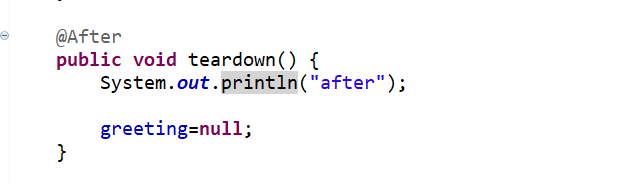 @After
public void teardown() {
System.out.println("after");
greeting=null;
}